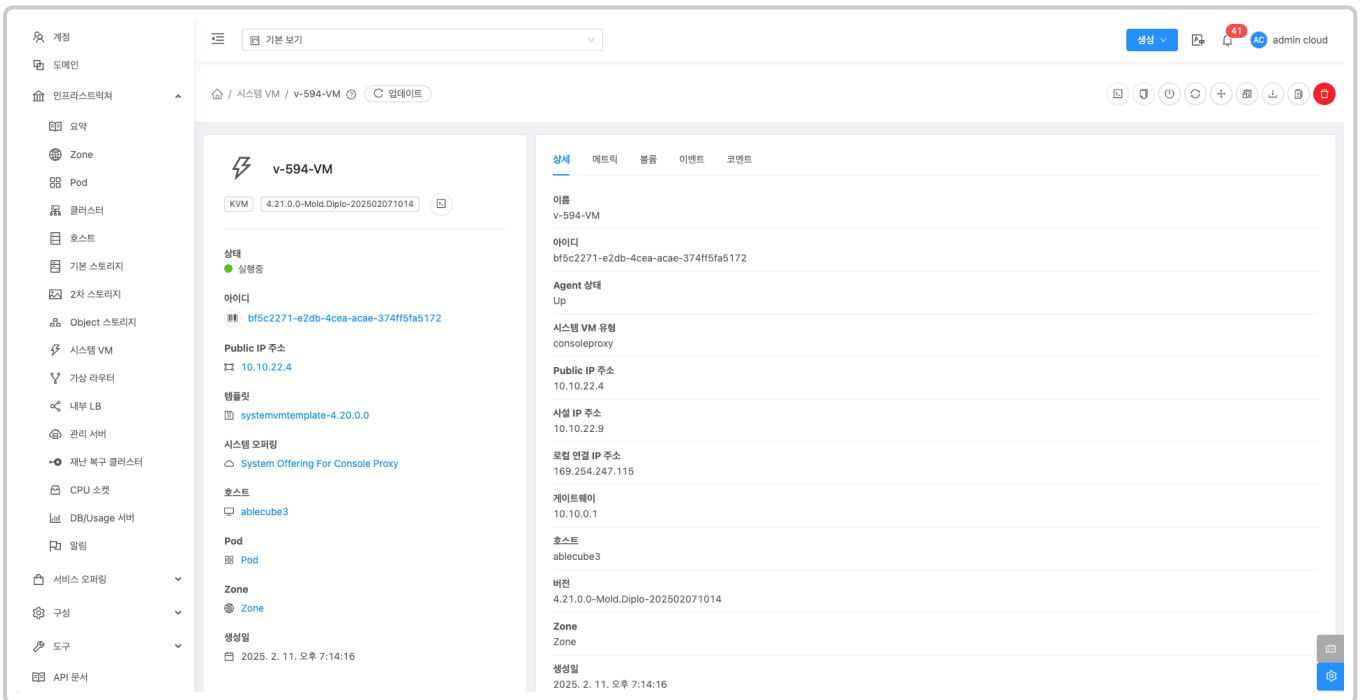 계정
도메인
인프라스트럭쳐
요약
Zone
Pod
클러스터
호스트
기본 스토리지
2차 스토리지
Object 스토리지
시스템 VM
가상 라우터
내부 LB
관리 서버
재난 복구 클러스터
CPU 소켓
DB/Usage 서버
알림
서비스 오퍼링
구성
도구
API 문서
기본 보기
생성
41
AC
admin cloud
/ 시스템 VM / v-594-VM
업데이트
v-594-VM
KVM
4.21.0.0-Mold.Diplo-202502071014
상태
실행중
아이디
bf5c2271-e2db-4cea-acae-374ff5fa5172
Public IP 주소
10.10.22.4
템플릿
systemvmtemplate-4.20.0.0
시스템 오퍼링
System Offering For Console Proxy
호스트
ablecube3
Pod
Pod
Zone
Zone
생성일
2025. 2. 11. 오후 7:14:16
상세
메트릭
볼륨
이벤트
코멘트
이름
v-594-VM
아이디
bf5c2271-e2db-4cea-acae-374ff5fa5172
Agent 상태
Up
시스템 VM 유형
consoleproxy
Public IP 주소
10.10.22.4
사설 IP 주소
10.10.22.9
로컬 연결 IP 주소
169.254.247.115
게이트웨이
10.10.0.1
호스트
ablecube3
버전
4.21.0.0-Mold.Diplo-202502071014
Zone
Zone
생성일
2025. 2. 11. 오후 7:14:16